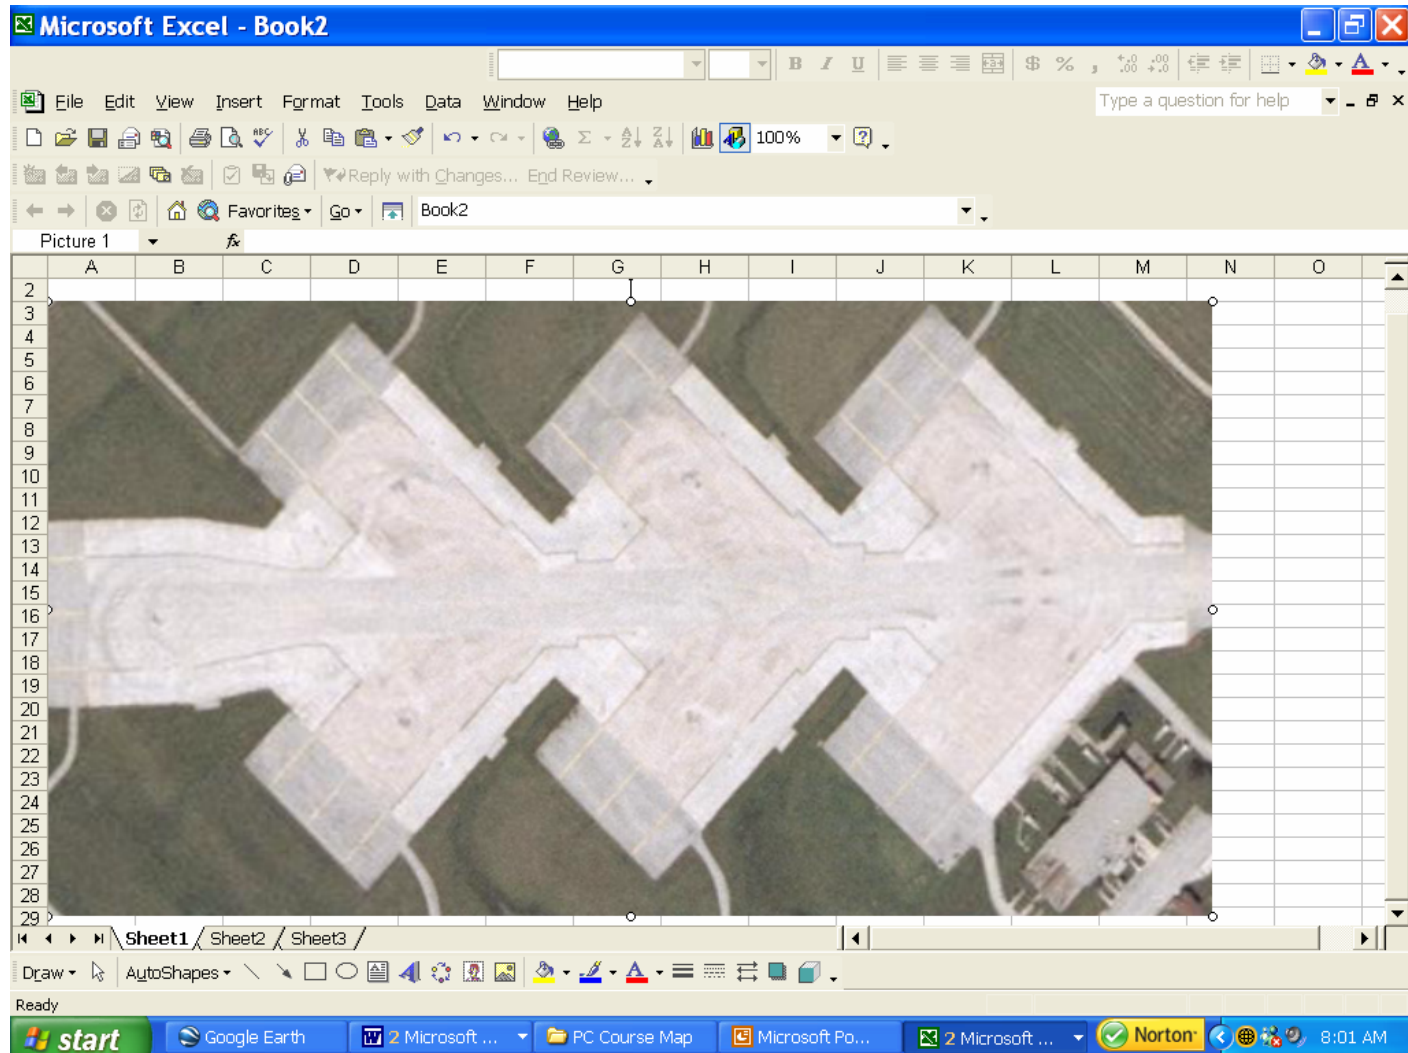 Microsoft Excel - Book2
B I U $ % ,
File Edit View Insert Format Tools Data Window Help Type a question for help
100%
Reply with Changes... End Review...
Favorites Go Book2
Picture 1 fx
A B C D E F G H I J K L M N O
2
3
4
5
6
7
8
9
10
11
12
13
14
15
16
17
18
19
20
21
22
23
24
25
26
27
28
29
Sheet1 Sheet2 Sheet3
Draw AutoShapes
Ready
start Google Earth 2 Microsoft ... PC Course Map Microsoft Po... 2 Microsoft ... Norton 8:01 AM